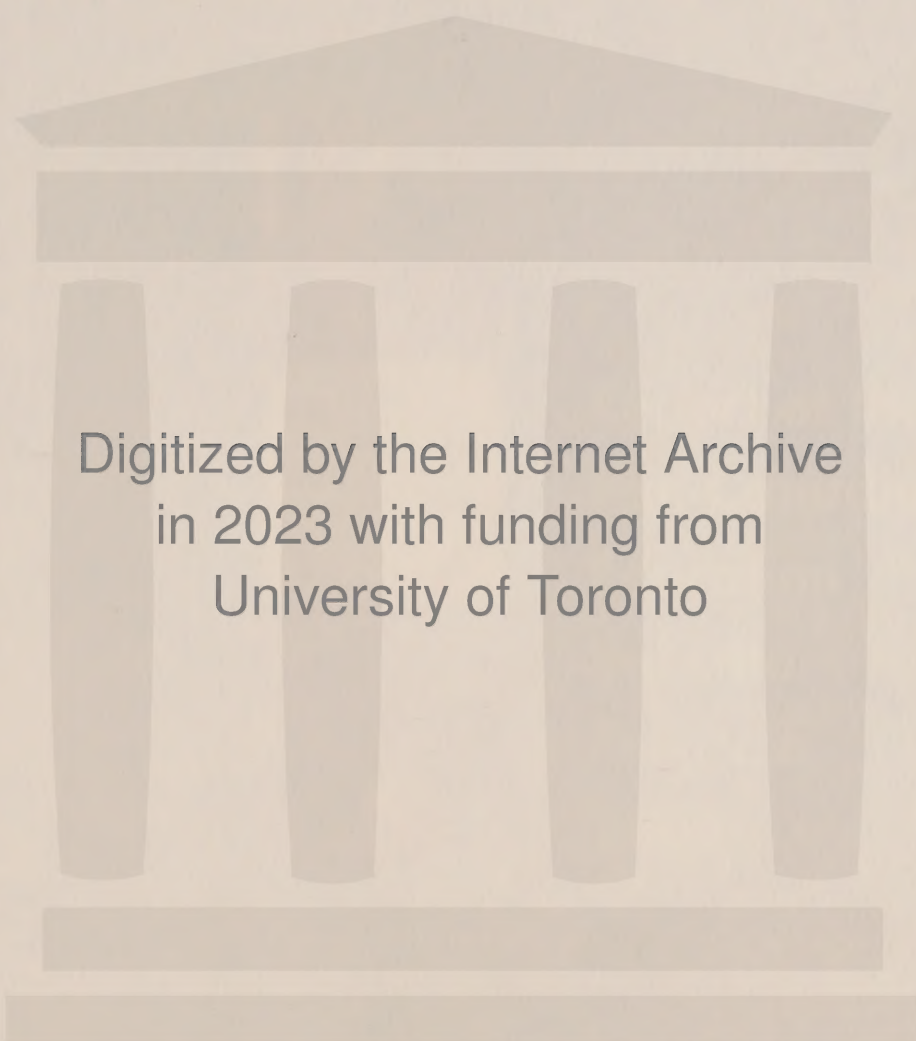 Digitized by the Internet Archive
in 2023 with funding from
University of Toronto